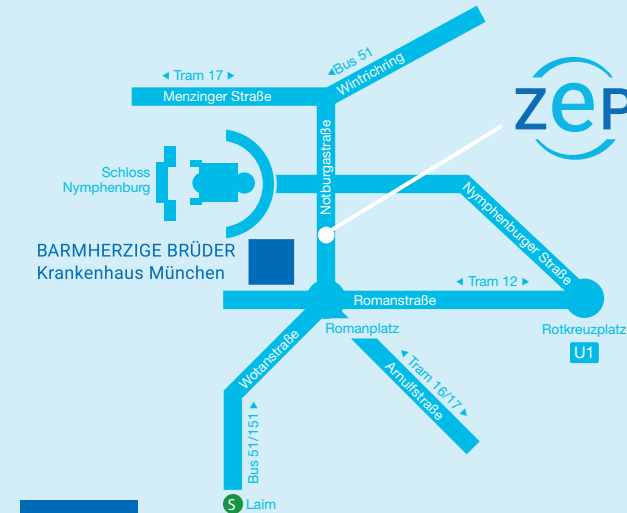 ◄ Bus 51
Wintrichring
◄ Tram 17 ►
Menzinger Straße
zeP
Notburgastraße
Schloss
Nymphenburg
Nymphenburger Straße
BARMHERZIGE BRÜDER
Krankenhaus München
◄ Tram 12 ►
Romanstraße
Romanplatz
Rotkreuzplatz
U1
Wotanstraße
◄ Tram 16/17 ►
Arnulfstraße
Bus 51/151 ►
S Laim